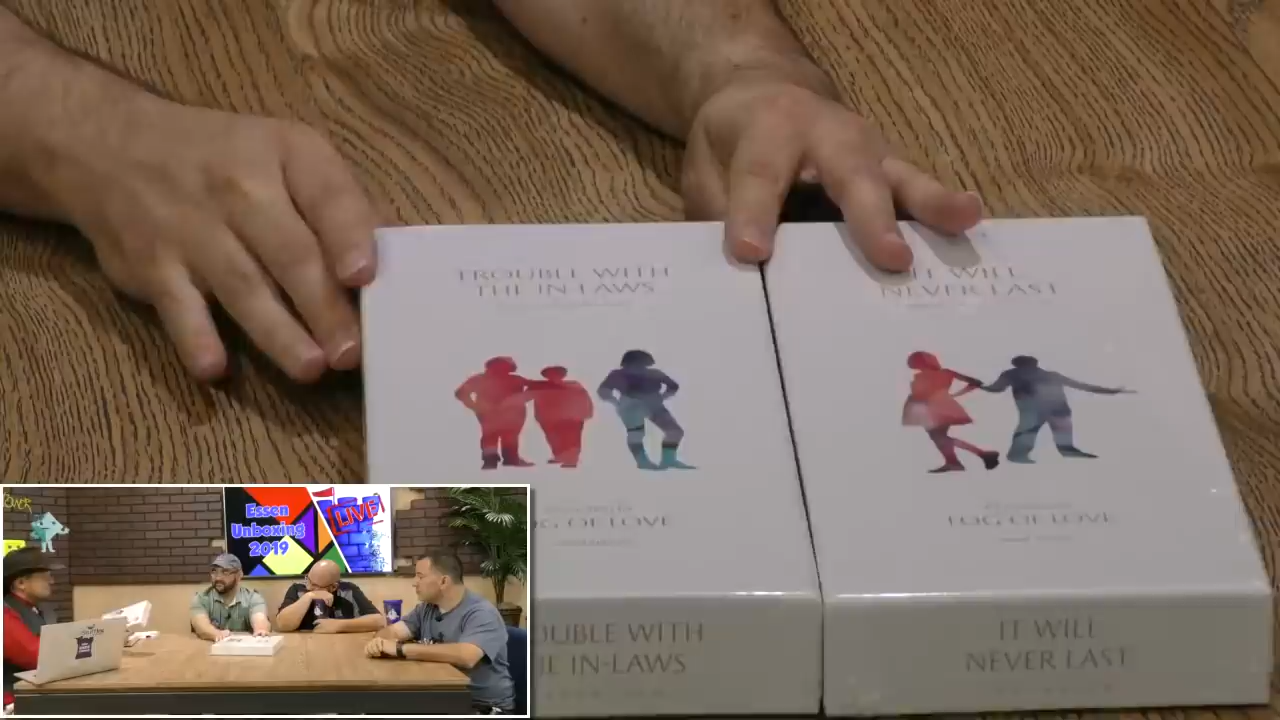 TROUBLE WITH
THE IN-LAWS
IT WILL
NEVER LAST
FOG OF LOVE
FOG OF LOVE
OUBLE WITH
E IN-LAWS
IT WILL
NEVER LAST
Essen
Unboxing
2019
LIVE!